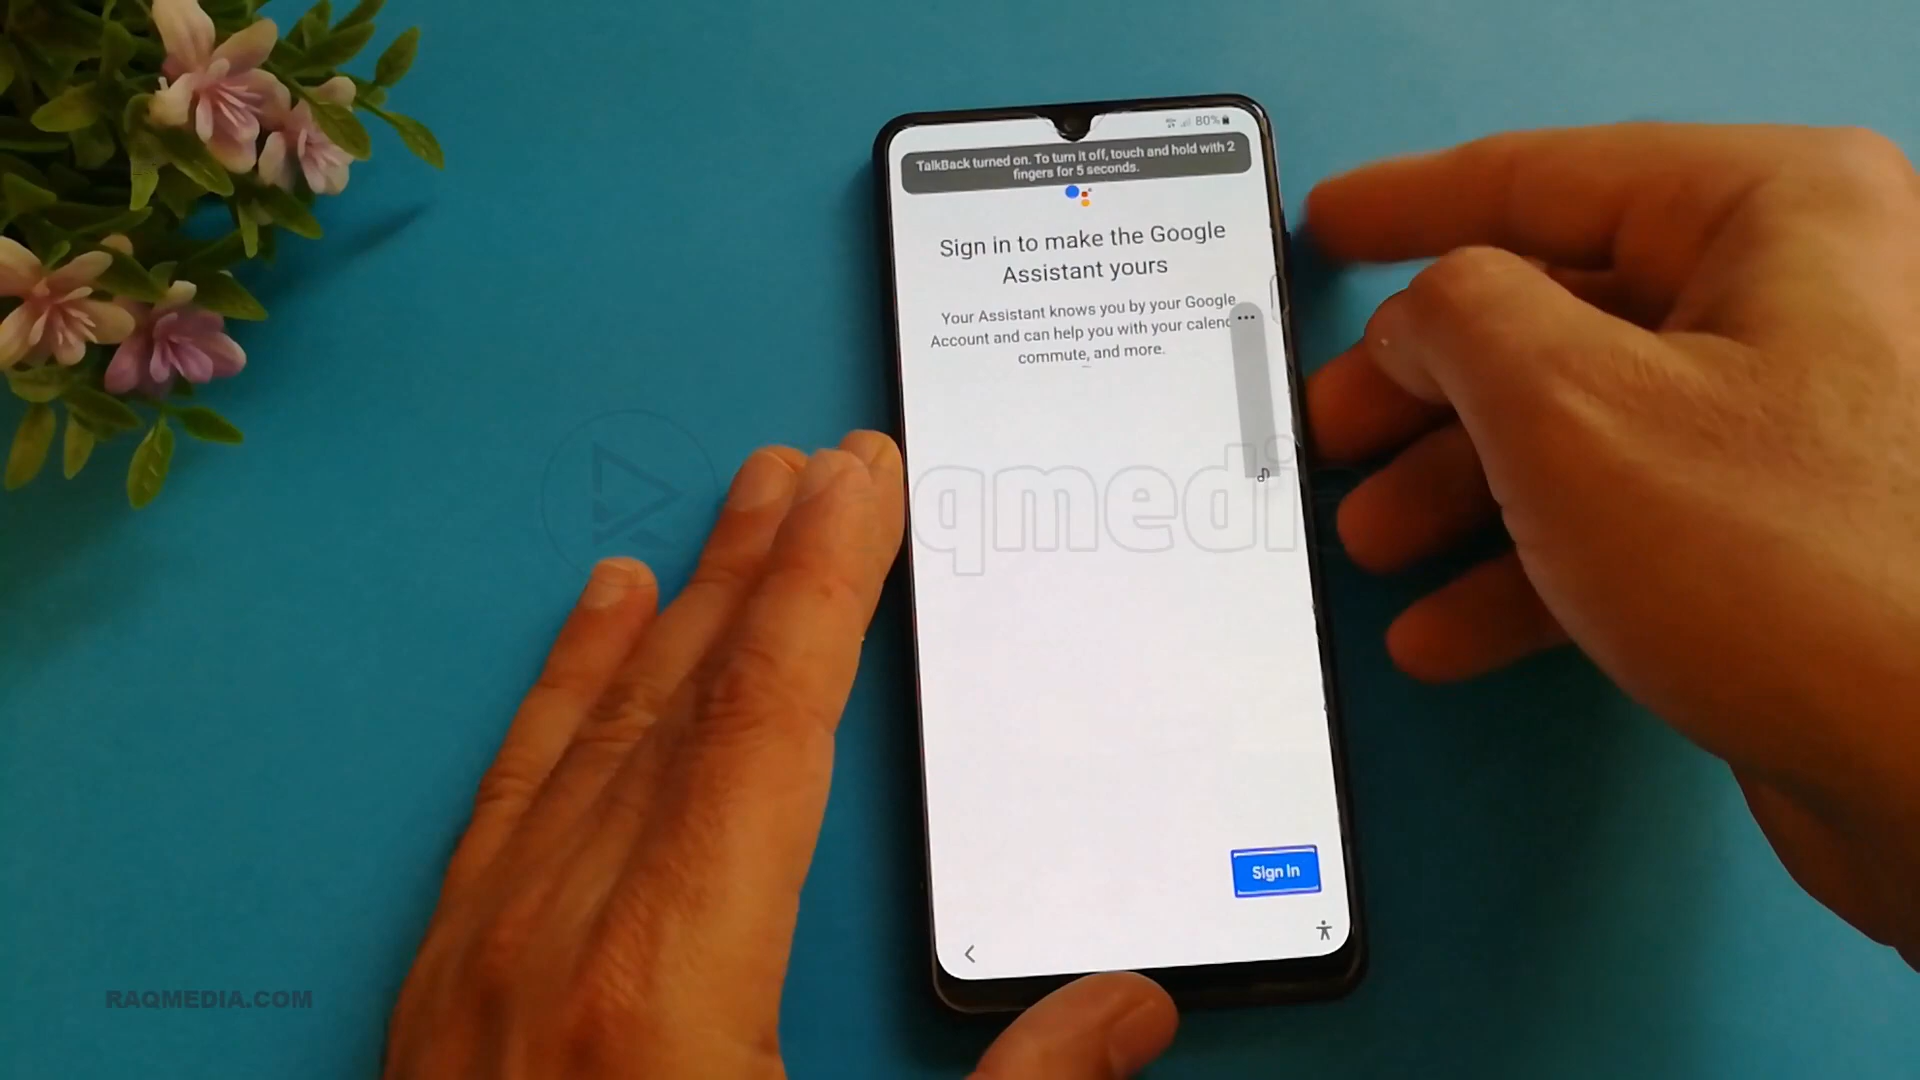 80%
TalkBack turned on. To turn it off, touch and hold with 2
fingers for 5 seconds.
Sign in to make the Google
Assistant yours
Your Assistant knows you by your Google
Account and can help you with your calend
commute, and more.
raqmedia
Sign in
RAQMEDIA.COM